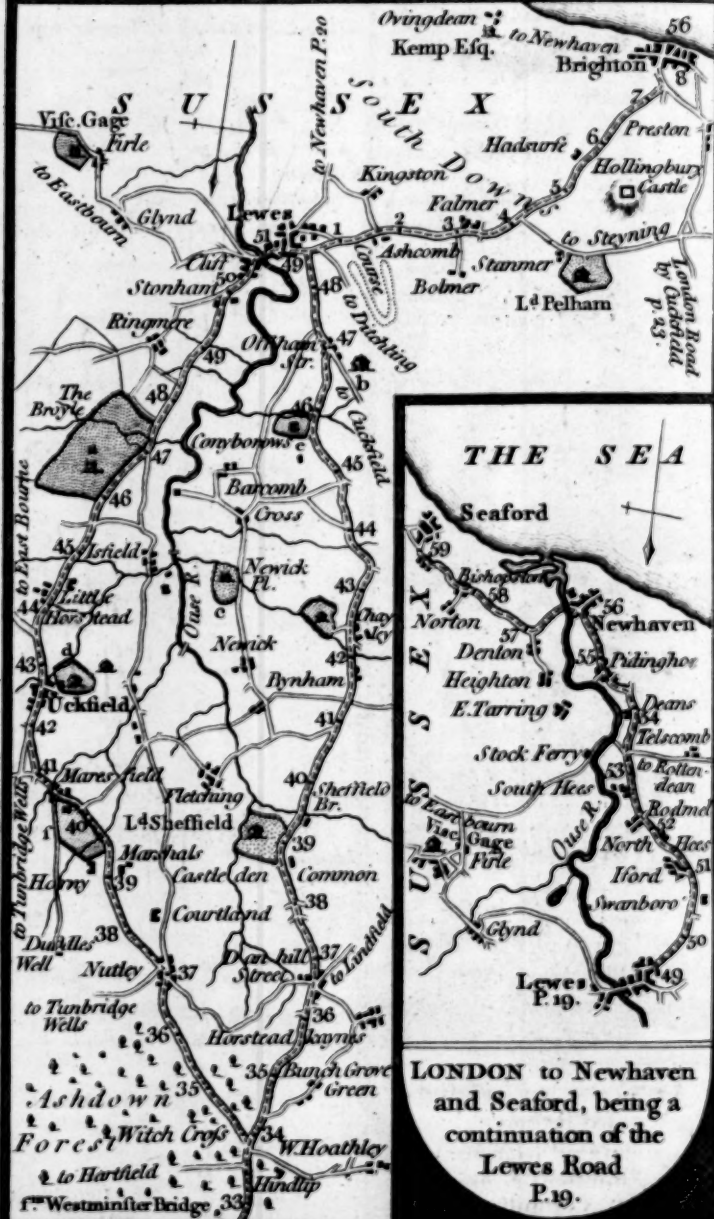 Ovingdean
Kemp Esq.
to Newhaven
56
Brighton
8
to Newhaven P.20
SUSSEX
South Downs
7
Preston
6
Hadsurse
Hollingbury
Castle
5
Visc. Gage
Firle
to Eastbourn
Glynd
Kingston
Falmer
Lewes
51
1
2
3
4
Ashcomb
Bolmer
Stanmer
to Steyning
Ld Pelham
London Road
by Cuckfield
P.23.
Clift
50
49
Course
48
to Ditchling
Stonham
Ringmere
49
Offham
Str.
47
b
48
to Cuckfield
The
Broyle
46
Conyborows
e
47
45
Barcomb
46
Cross
44
to East Bourne
45
Isfield
Newick
Pl.
c
43
Ouse R.
44
Little
Horstead
Chayley
Newick
42
43
d
Uckfield
Pynham
42
41
41
Maresfield
40
Fletching
Sheffield
Br.
Ld Sheffield
f
40
39
to Tunbridge Wells
Marshals
39
Castle den
Common
Horny
38
Courtland
38
Duddles
Well
Danhill
Street
37
to Lindfield
Nutley
37
to Tunbridge
Wells
36
36
Horstead Kaynes
35
35
Bunch Grove
Green
Ashdown
Forest
Witch Croſs
34
W. Hoathley
to Hartfield
Hindlip
f.m Westminſter Bridge
33
THE SEA
Seaford
59
Bishopston
58
56
Newhaven
Norton
57
Denton
55
Pidinghoe
Heighton
Deans
54
E. Tarring
Telscomb
Stock Ferry
to Rottendean
53
South Hees
to Eastbourn
Visc. Gage
Firle
Ouse R.
Rodmel
52
North Hees
51
Iford
Swanboro'
Glynd
50
SUSSEX
Lewes
P.19.
49
LONDON to Newhaven
and Seaford, being a
continuation of the
Lewes Road
P.19.